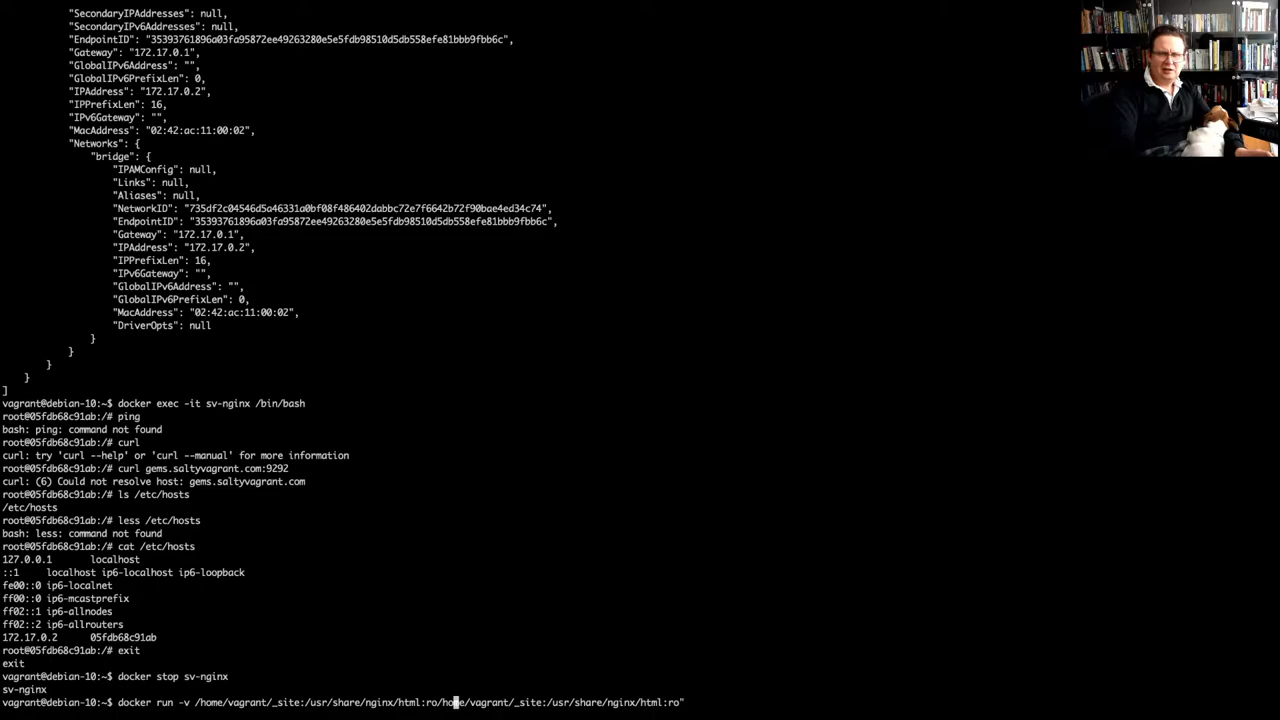 "SecondaryIPAddresses": null,
"SecondaryIPv6Addresses": null,
"EndpointID": "35393761896a03fa95872ee49263280e5e5fdb98510d5db558efe81bbb9fbb6c",
"Gateway": "172.17.0.1",
"GlobalIPv6Address": "",
"GlobalIPv6PrefixLen": 0,
"IPAddress": "172.17.0.2",
"IPPrefixLen": 16,
"IPv6Gateway": "",
"MacAddress": "02:42:ac:11:00:02",
"Networks": {
"bridge": {
"IPAMConfig": null,
"Links": null,
"Aliases": null,
"NetworkID": "735df2c04546d5a46331a0bf08f486402dabbc72e7f6642b72f90bae4ed34c74",
"EndpointID": "35393761896a03fa95872ee49263280e5e5fdb98510d5db558efe81bbb9fbb6c",
"Gateway": "172.17.0.1",
"IPAddress": "172.17.0.2",
"IPPrefixLen": 16,
"IPv6Gateway": "",
"GlobalIPv6Address": "",
"GlobalIPv6PrefixLen": 0,
"MacAddress": "02:42:ac:11:00:02",
"DriverOpts": null
}
}
}
}
]
vagrant@debian-10:~$ docker exec -it sv-nginx /bin/bash
root@05fdb68c91ab:/# ping
bash: ping: command not found
root@05fdb68c91ab:/# curl
curl: try 'curl --help' or 'curl --manual' for more information
root@05fdb68c91ab:/# curl gems.saltyvagrant.com:9292
curl: (6) Could not resolve host: gems.saltyvagrant.com
root@05fdb68c91ab:/# ls /etc/hosts
/etc/hosts
root@05fdb68c91ab:/# less /etc/hosts
bash: less: command not found
root@05fdb68c91ab:/# cat /etc/hosts
127.0.0.1 localhost
::1 localhost ip6-localhost ip6-loopback
fe00::0 ip6-localnet
ff00::0 ip6-mcastprefix
ff02::1 ip6-allnodes
ff02::2 ip6-allrouters
172.17.0.2 05fdb68c91ab
root@05fdb68c91ab:/# exit
exit
vagrant@debian-10:~$ docker stop sv-nginx
sv-nginx
vagrant@debian-10:~$ docker run -v /home/vagrant/_site:/usr/share/nginx/html:ro/home/vagrant/_site:/usr/share/nginx/html:ro"